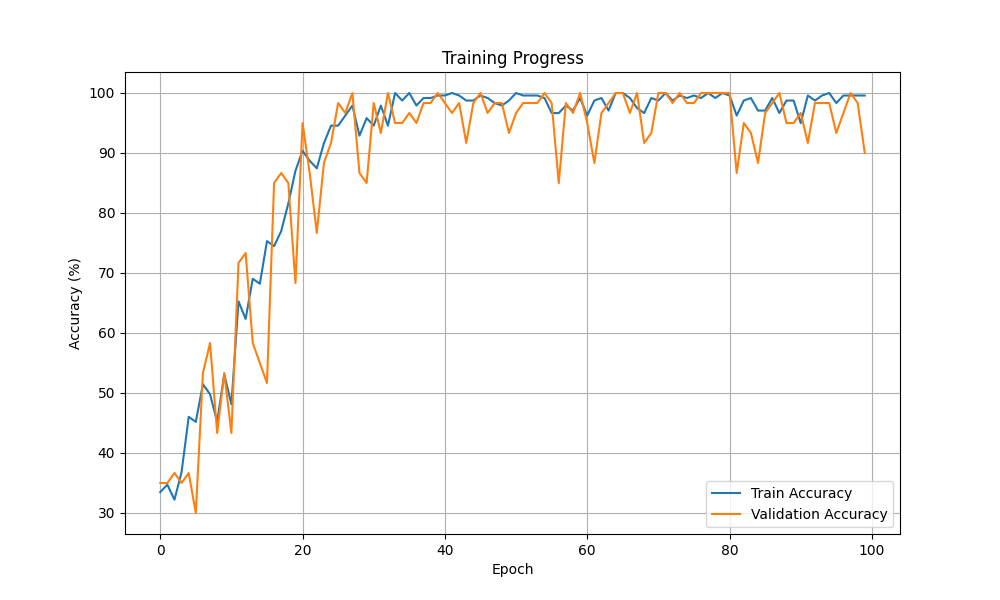 Training Progress
Accuracy (%)
100
90
80
70
60
50
40
30
Train Accuracy
Validation Accuracy
0 20 40 60 80 100
Epoch